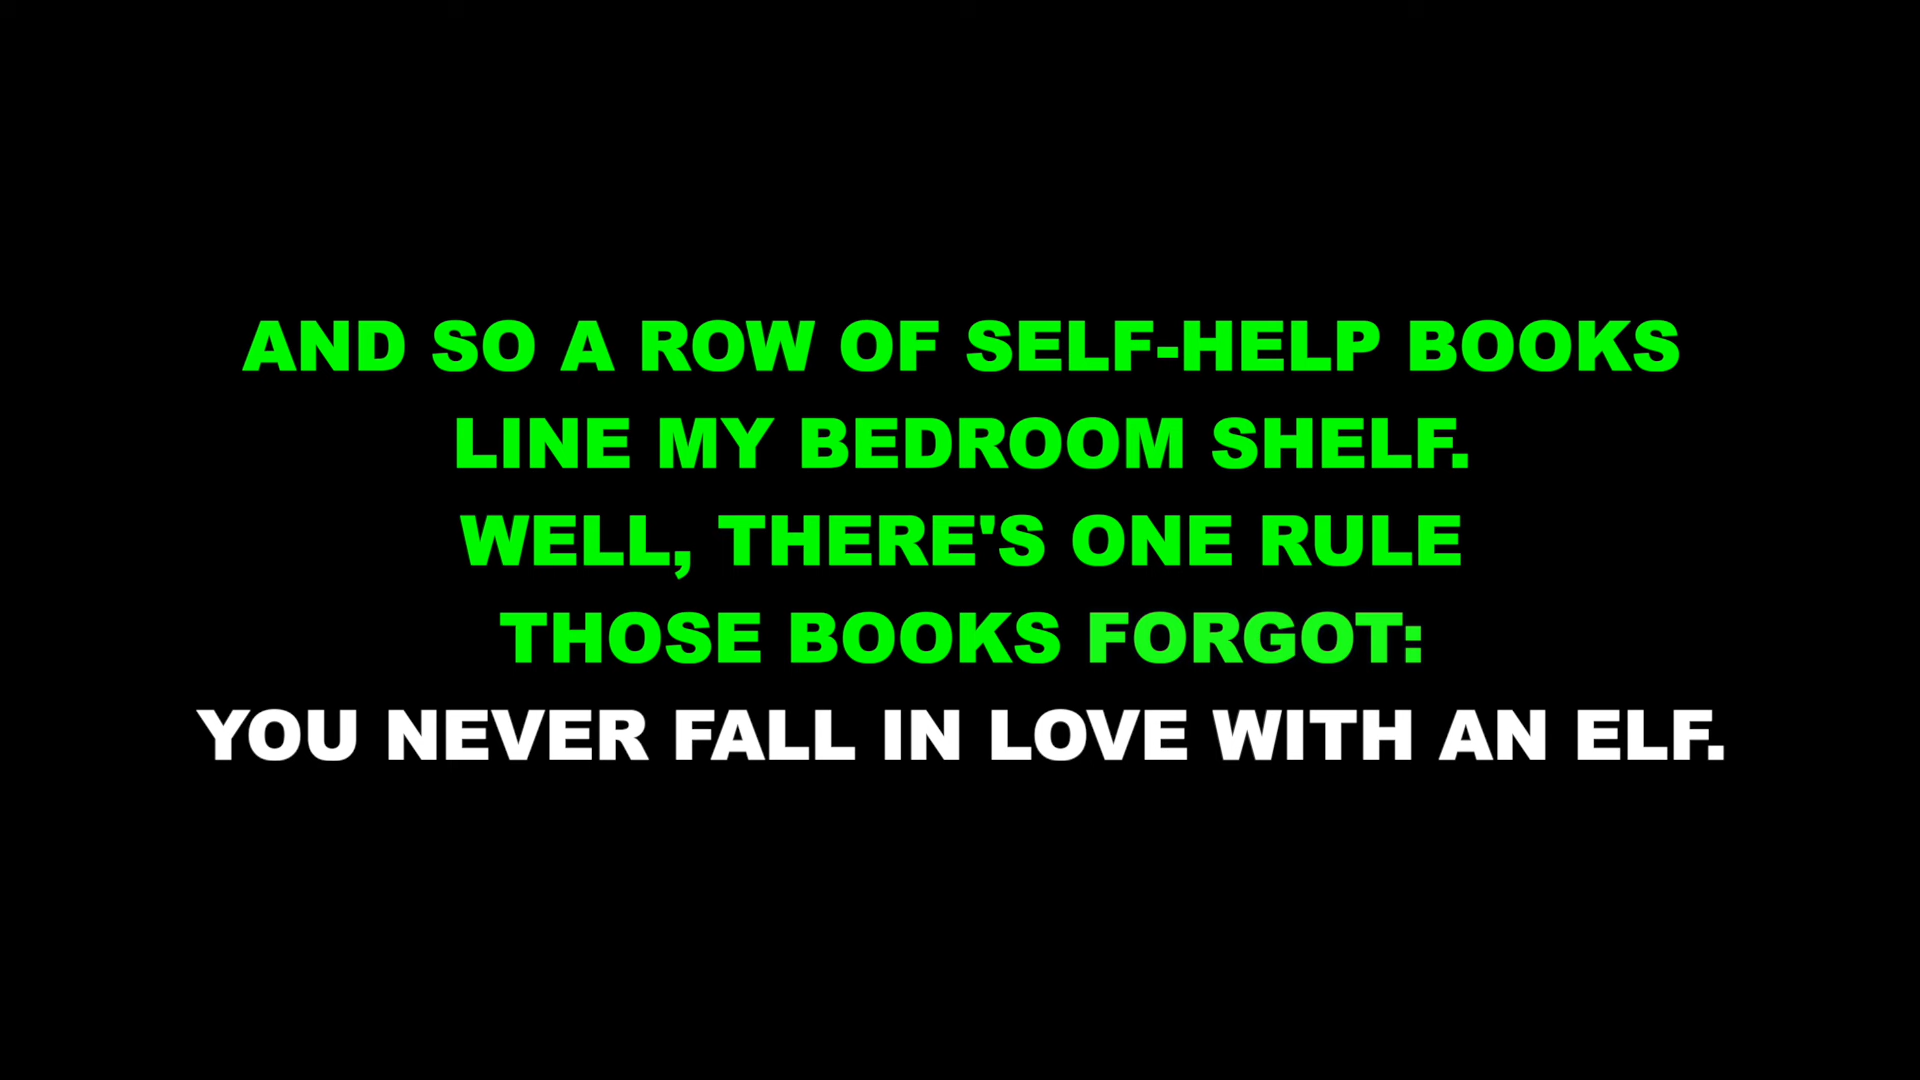 AND SO A ROW OF SELF-HELP BOOKS
LINE MY BEDROOM SHELF.
WELL, THERE'S ONE RULE
THOSE BOOKS FORGOT:
YOU NEVER FALL IN LOVE WITH AN ELF.